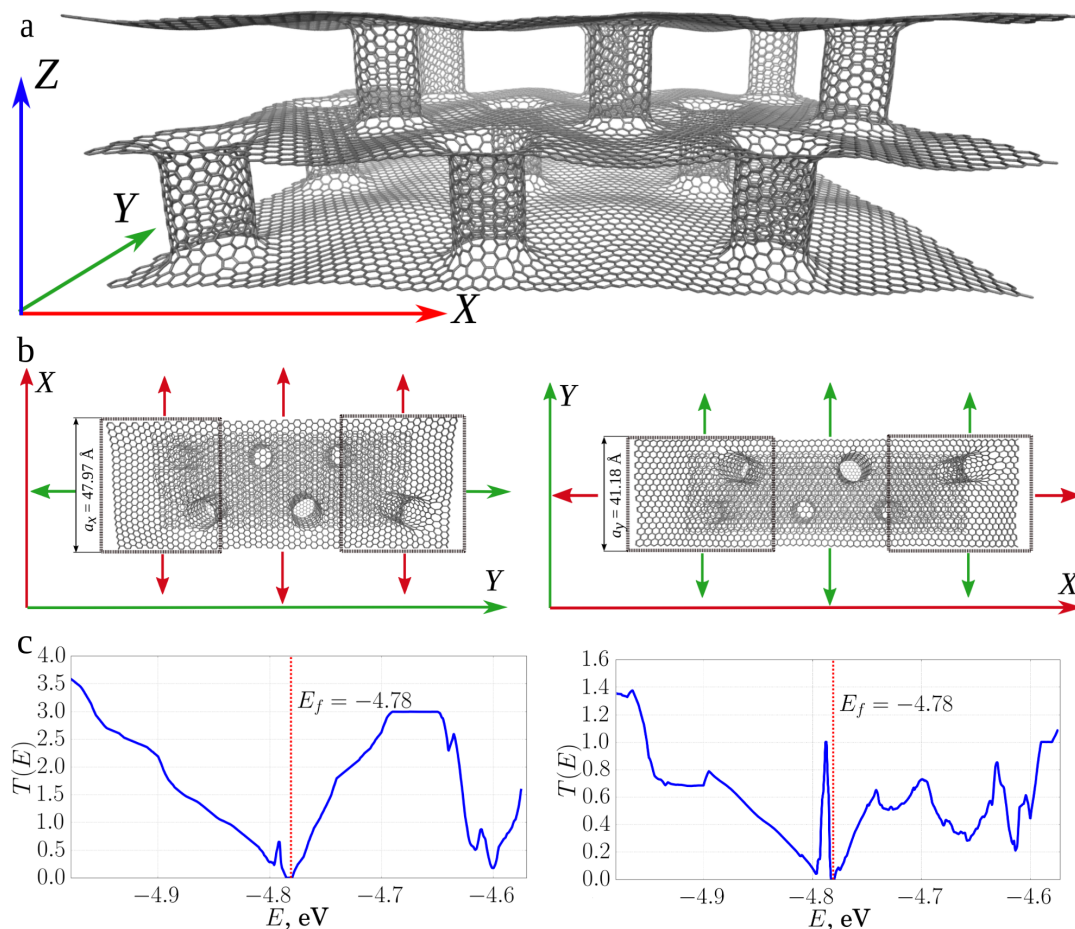 a
Z
Y
X
b
X
a_x = 47.97 Å
Y
Y
a_y = 41.18 Å
X
c
4.0
3.5
3.0
2.5
2.0
1.5
1.0
0.5
0.0
T(E)
E_f = −4.78
−4.9
−4.8
−4.7
−4.6
E, eV
1.6
1.4
1.2
1.0
0.8
0.6
0.4
0.2
0.0
T(E)
E_f = −4.78
−4.9
−4.8
−4.7
−4.6
E, eV